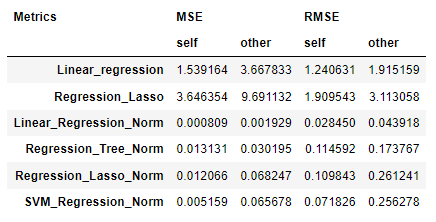 Metrics MSE RMSE
self other self other
Linear_regression 1.539164 3.667833 1.240631 1.915159
Regression_Lasso 3.646354 9.691132 1.909543 3.113058
Linear_Regression_Norm 0.000809 0.001929 0.028450 0.043918
Regression_Tree_Norm 0.013131 0.030195 0.114592 0.173767
Regression_Lasso_Norm 0.012066 0.068247 0.109843 0.261241
SVM_Regression_Norm 0.005159 0.065678 0.071826 0.256278